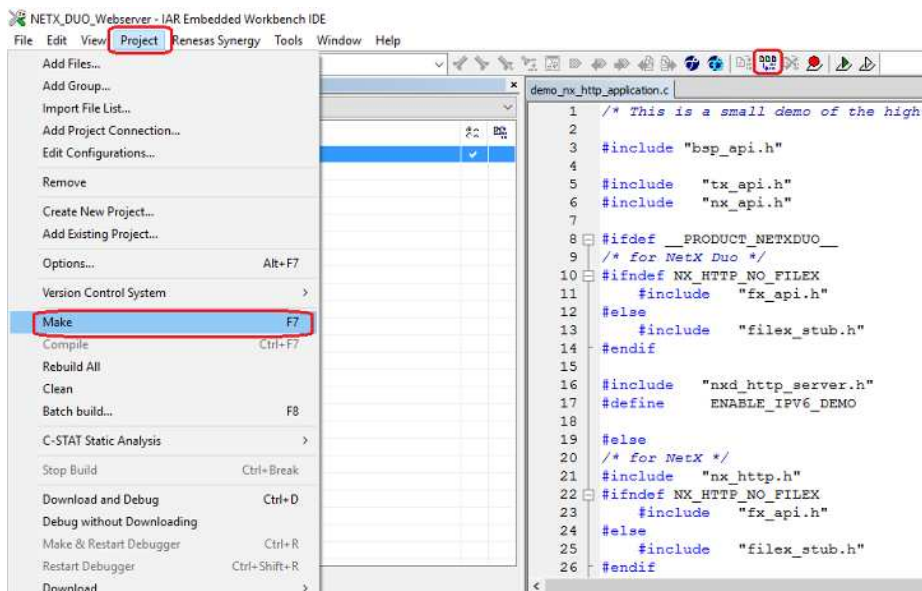 NETX_DUO_Webserver - IAR Embedded Workbench IDE
File Edit View Project Renesas Synergy Tools Window Help
Add Files...
Add Group...
Import File List...
Add Project Connection...
Edit Configurations...
Remove
Create New Project...
Add Existing Project...
Options... Alt+F7
Version Control System >
Make F7
Compile Ctrl+F7
Rebuild All
Clean
Batch build... F8
C-STAT Static Analysis >
Stop Build Ctrl+Break
Download and Debug Ctrl+D
Debug without Downloading
Make & Restart Debugger Ctrl+R
Restart Debugger Ctrl+Shift+R
Download >
demo_nx_http_application.c
1 /* This is a small demo of the high
2
3 #include "bsp_api.h"
4
5 #include "tx_api.h"
6 #include "nx_api.h"
7
8 #ifdef __PRODUCT_NETXDUO__
9 /* for NetX Duo */
10 #ifndef NX_HTTP_NO_FILEX
11 #include "fx_api.h"
12 #else
13 #include "filex_stub.h"
14 #endif
15
16 #include "nxd_http_server.h"
17 #define ENABLE_IPV6_DEMO
18
19 #else
20 /* for NetX */
21 #include "nx_http.h"
22 #ifndef NX_HTTP_NO_FILEX
23 #include "fx_api.h"
24 #else
25 #include "filex_stub.h"
26 #endif